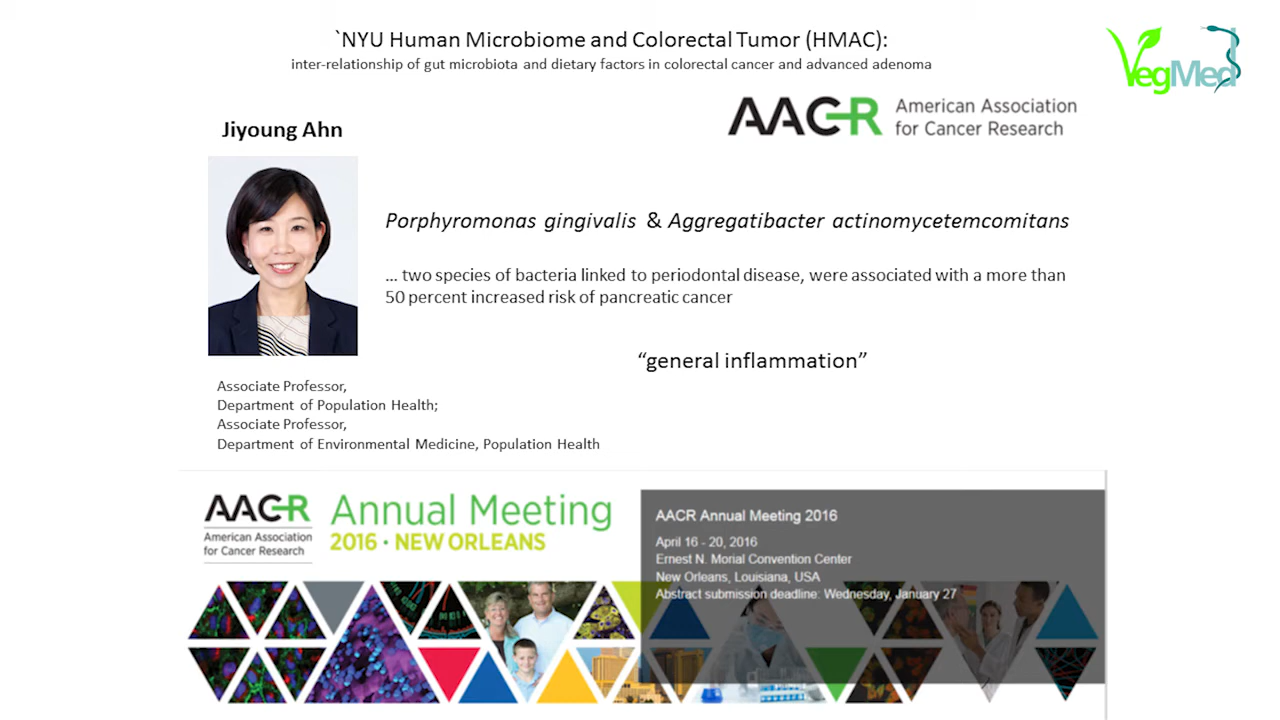 `NYU Human Microbiome and Colorectal Tumor (HMAC):
inter-relationship of gut microbiota and dietary factors in colorectal cancer and advanced adenoma
VegMed
AACR American Association
for Cancer Research
Jiyoung Ahn
Porphyromonas gingivalis & Aggregatibacter actinomycetemcomitans
... two species of bacteria linked to periodontal disease, were associated with a more than
50 percent increased risk of pancreatic cancer
“general inflammation”
Associate Professor,
Department of Population Health;
Associate Professor,
Department of Environmental Medicine, Population Health
AACR
American Association
for Cancer Research
Annual Meeting
2016 • NEW ORLEANS
AACR Annual Meeting 2016
April 16 - 20, 2016
Ernest N. Morial Convention Center
New Orleans, Louisiana, USA
Abstract submission deadline: Wednesday, January 27